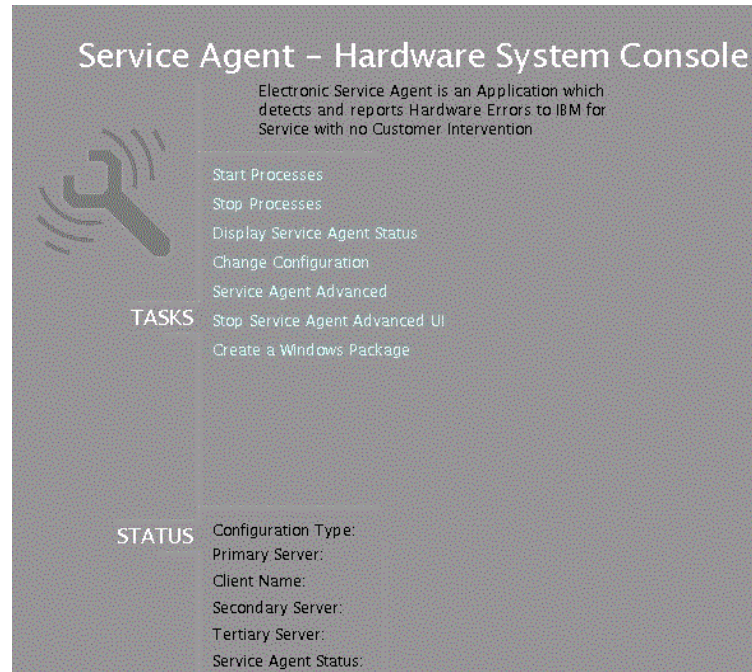 Service Agent – Hardware System Console
Electronic Service Agent is an Application which
detects and reports Hardware Errors to IBM for
Service with no Customer Intervention
Start Processes
Stop Processes
Display Service Agent Status
Change Configuration
Service Agent Advanced
TASKS
Stop Service Agent Advanced UI
Create a Windows Package
STATUS
Configuration Type:
Primary Server:
Client Name:
Secondary Server:
Tertiary Server:
Service Agent Status: